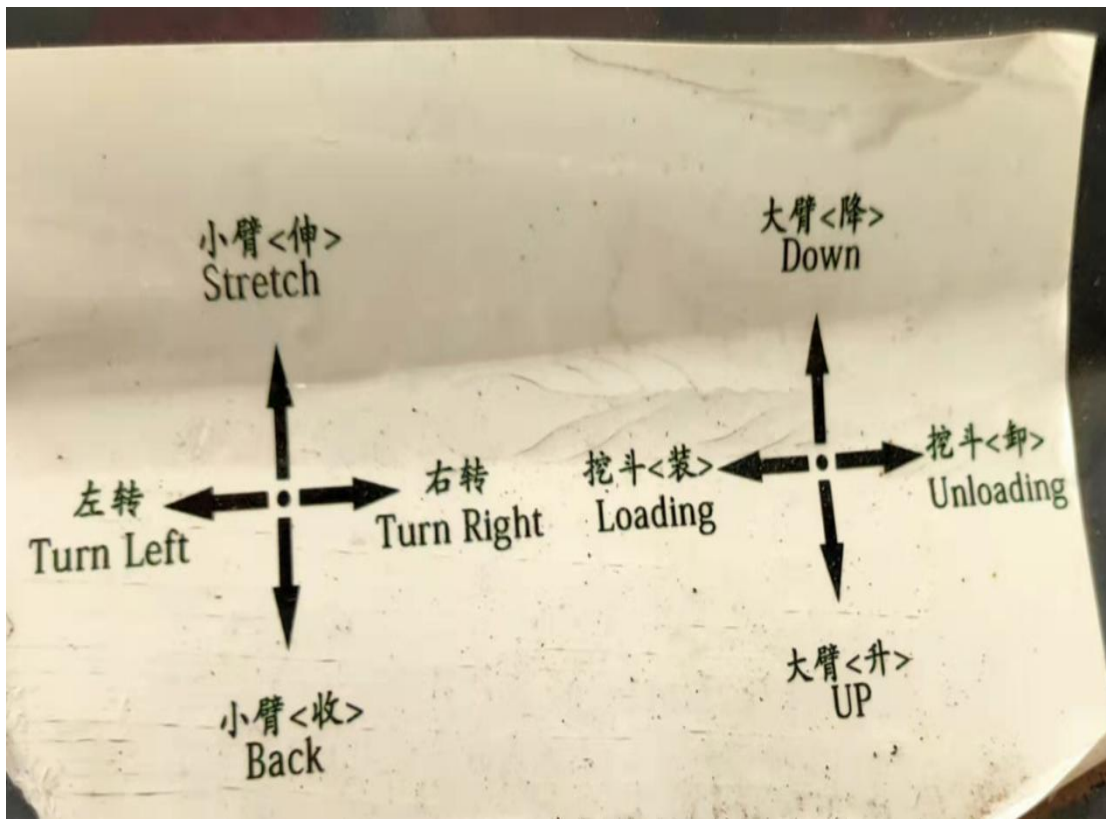 小臂<伸>
Stretch
左转
Turn Left
右转
Turn Right
小臂<收>
Back
大臂<降>
Down
挖斗<装>
Loading
挖斗<卸>
Unloading
大臂<升>
UP